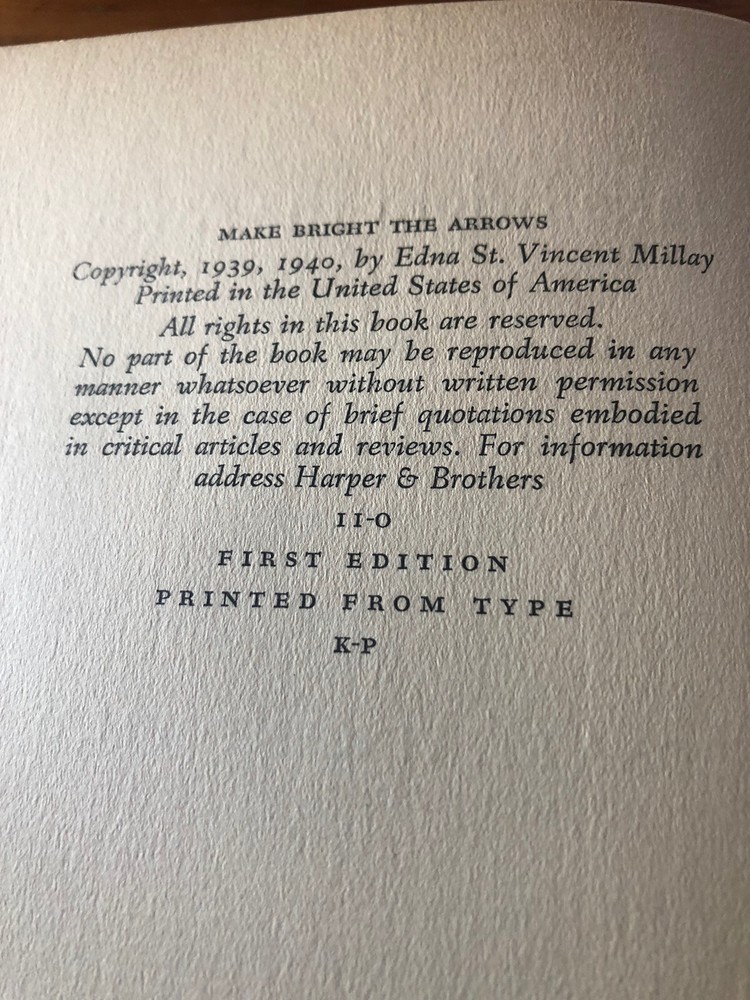 MAKE BRIGHT THE ARROWS
Copyright, 1939, 1940, by Edna St. Vincent Millay
Printed in the United States of America
All rights in this book are reserved.
No part of the book may be reproduced in any
manner whatsoever without written permission
except in the case of brief quotations embodied
in critical articles and reviews. For information
address Harper & Brothers
11-0
FIRST EDITION
PRINTED FROM TYPE
K-P